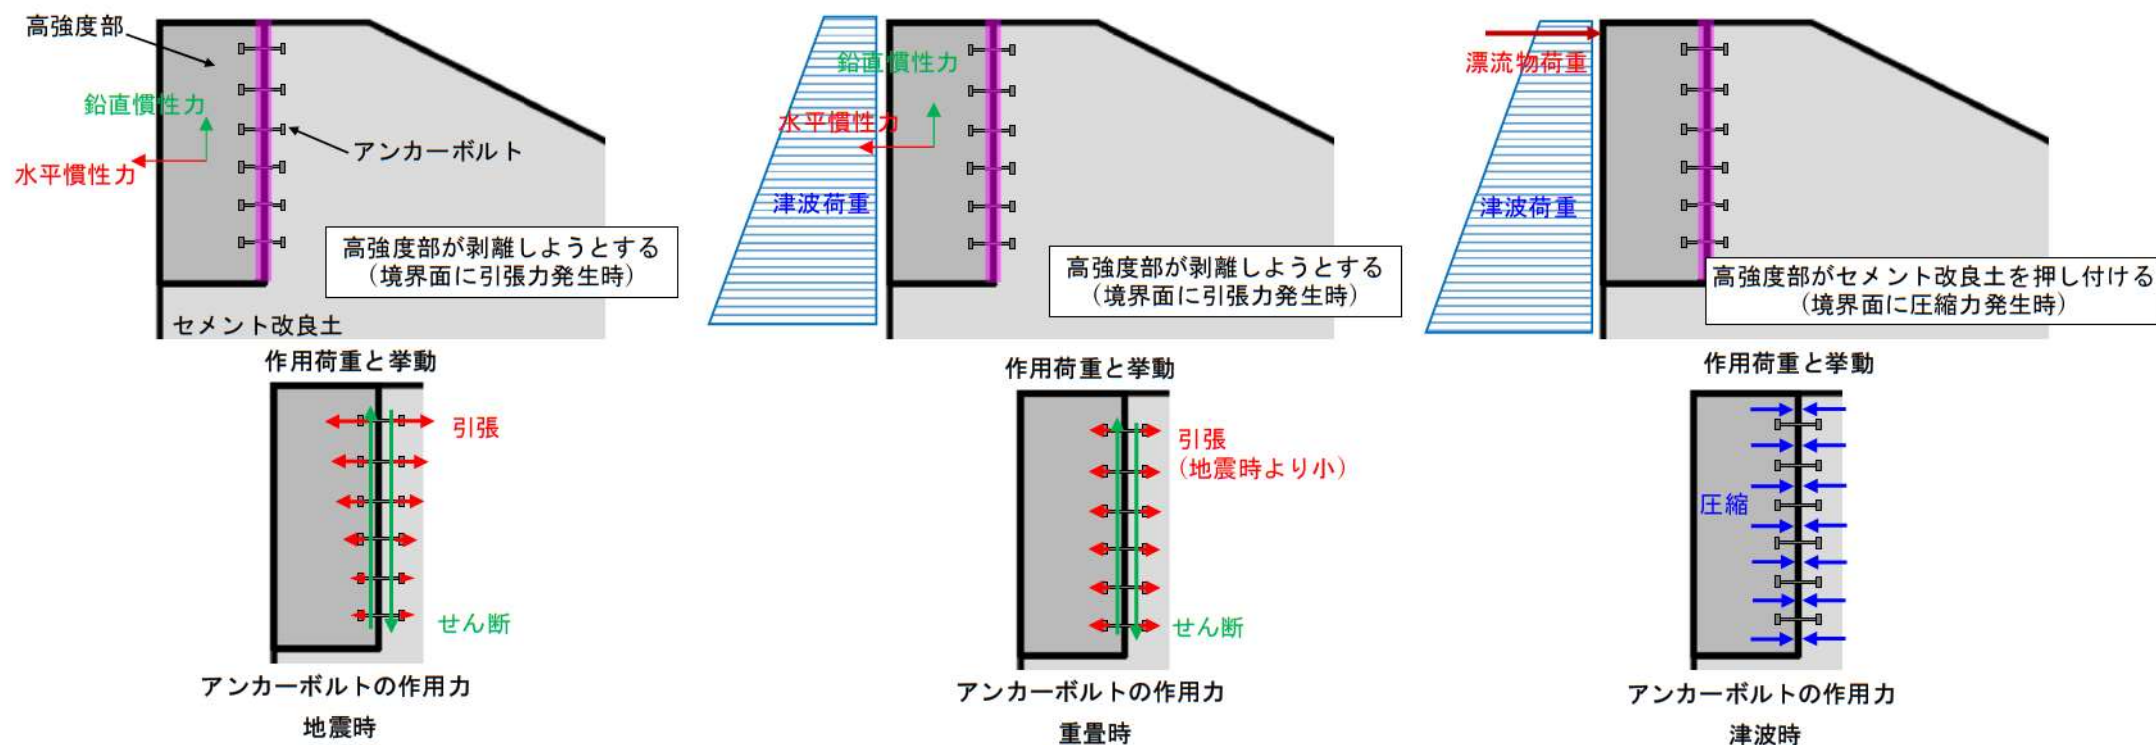 高強度部
鉛直慣性力
水平慣性力
アンカーボルト
高強度部が剥離しようとする
（境界面に引張力発生時）
セメント改良土
作用荷重と挙動
引張
せん断
アンカーボルトの作用力
地震時
鉛直慣性力
水平慣性力
津波荷重
高強度部が剥離しようとする
（境界面に引張力発生時）
作用荷重と挙動
引張
（地震時より小）
せん断
アンカーボルトの作用力
重畳時
漂流物荷重
津波荷重
高強度部がセメント改良土を押し付ける
（境界面に圧縮力発生時）
作用荷重と挙動
圧縮
アンカーボルトの作用力
津波時